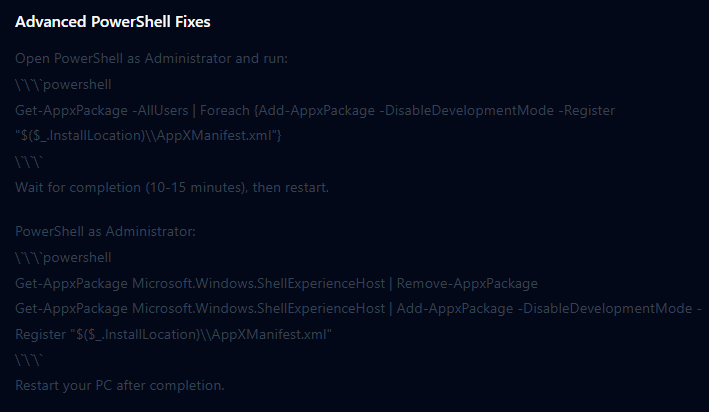 Advanced PowerShell Fixes
Open PowerShell as Administrator and run:
\`\`\`powershell
Get-AppxPackage -AllUsers | Foreach {Add-AppxPackage -DisableDevelopmentMode -Register
"$($_.InstallLocation)\\AppXManifest.xml"}
\`\`\`
Wait for completion (10-15 minutes), then restart.
PowerShell as Administrator:
\`\`\`powershell
Get-AppxPackage Microsoft.Windows.ShellExperienceHost | Remove-AppxPackage
Get-AppxPackage Microsoft.Windows.ShellExperienceHost | Add-AppxPackage -DisableDevelopmentMode -
Register "$($_.InstallLocation)\\AppXManifest.xml"
\`\`\`
Restart your PC after completion.